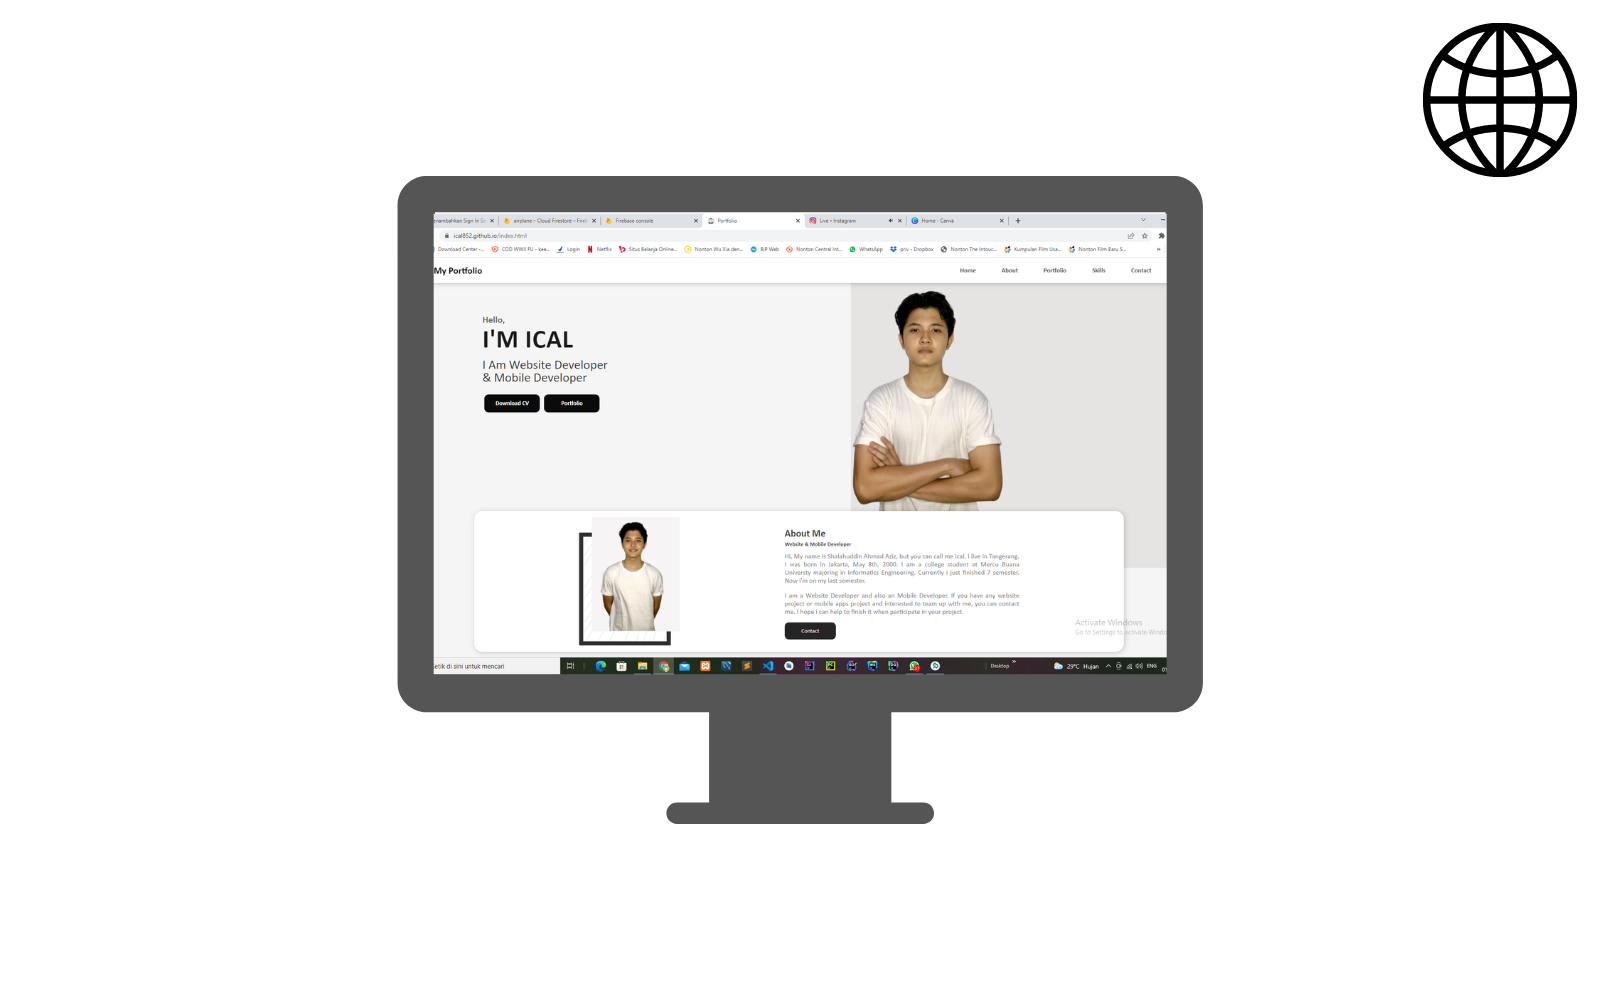 enambahkan Sign In Go
airplane - Cloud Firestore - Fireb
Firebase console
Portfolio
Live • Instagram
Home - Canva
ical852.github.io/index.html
Download Center -...
COD WWII FU - kee...
Login
Netflix
Situs Belanja Online...
Nonton Wu Xia den...
BJP Web
Nonton Central Int...
WhatsApp
priv - Dropbox
Nonton The Intouc...
Kumpulan Film Usa...
Nonton Film Baru S...
My Portfolio
Home
About
Portfolio
Skills
Contact
Hello,
I'M ICAL
I Am Website Developer
& Mobile Developer
Download CV
Portfolio
About Me
Website & Mobile Developer
Hi, My name is Shalahuddin Ahmad Aziz, but you can call me Ical. I live in Tangerang,
I was born in Jakarta, May 8th, 2000. I am a college student at Mercu Buana
University majoring in Informatics Engineering. Currently i just finished 7 semester.
Now i'm on my last semester.
I am a Website Developer and also an Mobile Developer. If you have any website
project or mobile apps project and interested to team up with me, you can contact
me. I hope i can help to finish it when participate in your project.
Contact
Activate Windows
Go to Settings to activate Windo
etik di sini untuk mencari
Desktop
29°C Hujan
ENG